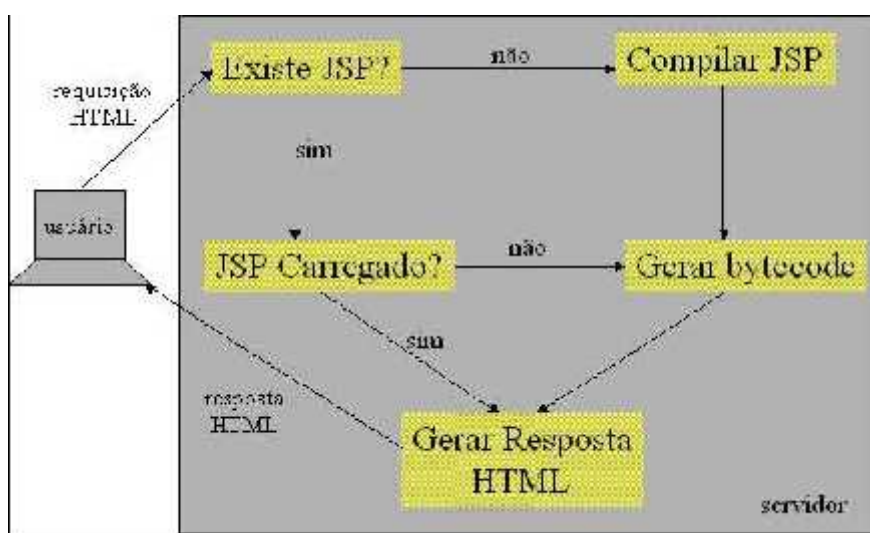 Existe JSP?
não
Compilar JSP
requisição
HTML
sim
usuário
JSP Carregado?
não
Gerar bytecode
sim
resposta
HTML
Gerar Resposta
HTML
servidor